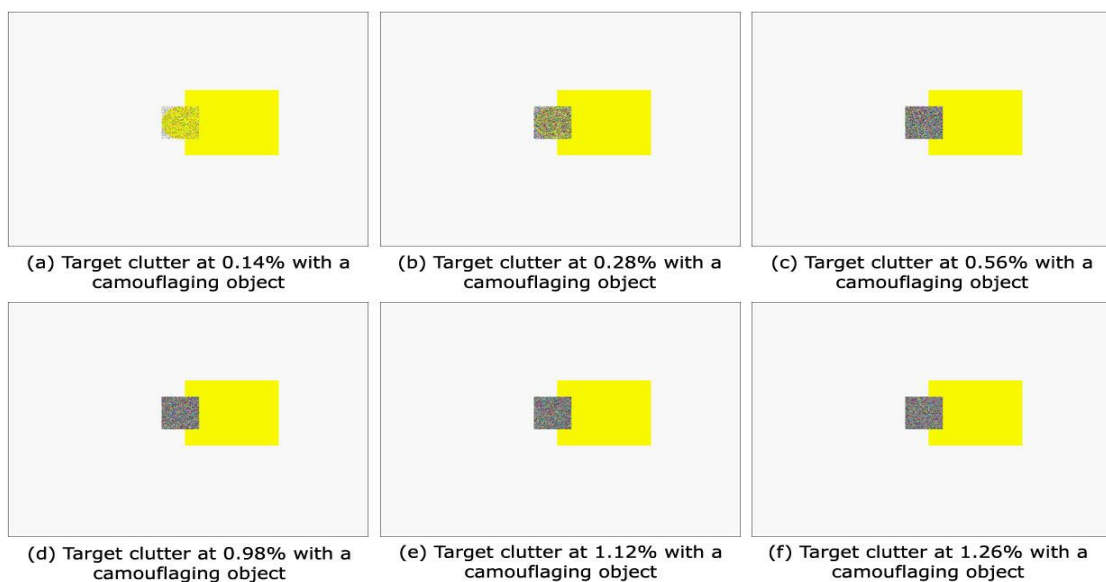 (a) Target clutter at 0.14% with a
camouflaging object
(b) Target clutter at 0.28% with a
camouflaging object
(c) Target clutter at 0.56% with a
camouflaging object
(d) Target clutter at 0.98% with a
camouflaging object
(e) Target clutter at 1.12% with a
camouflaging object
(f) Target clutter at 1.26% with a
camouflaging object